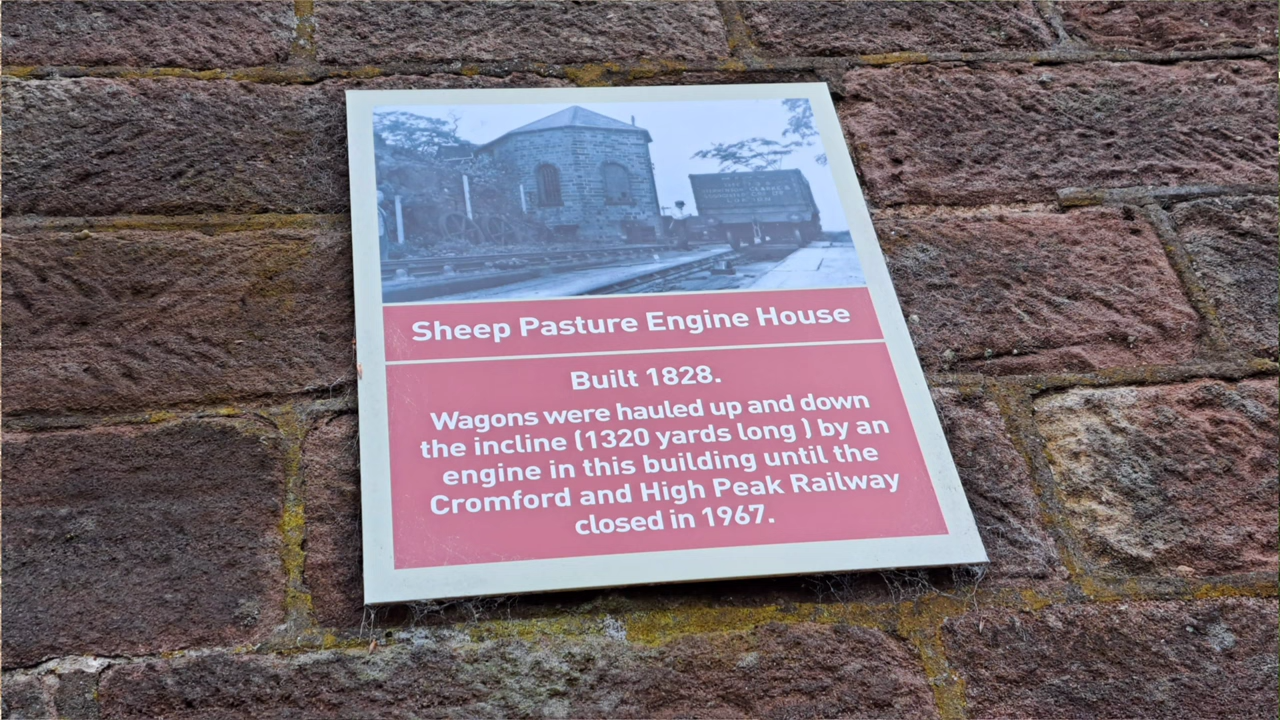 Sheep Pasture Engine House
Built 1828.
Wagons were hauled up and down
the incline (1320 yards long ) by an
engine in this building until the
Cromford and High Peak Railway
closed in 1967.